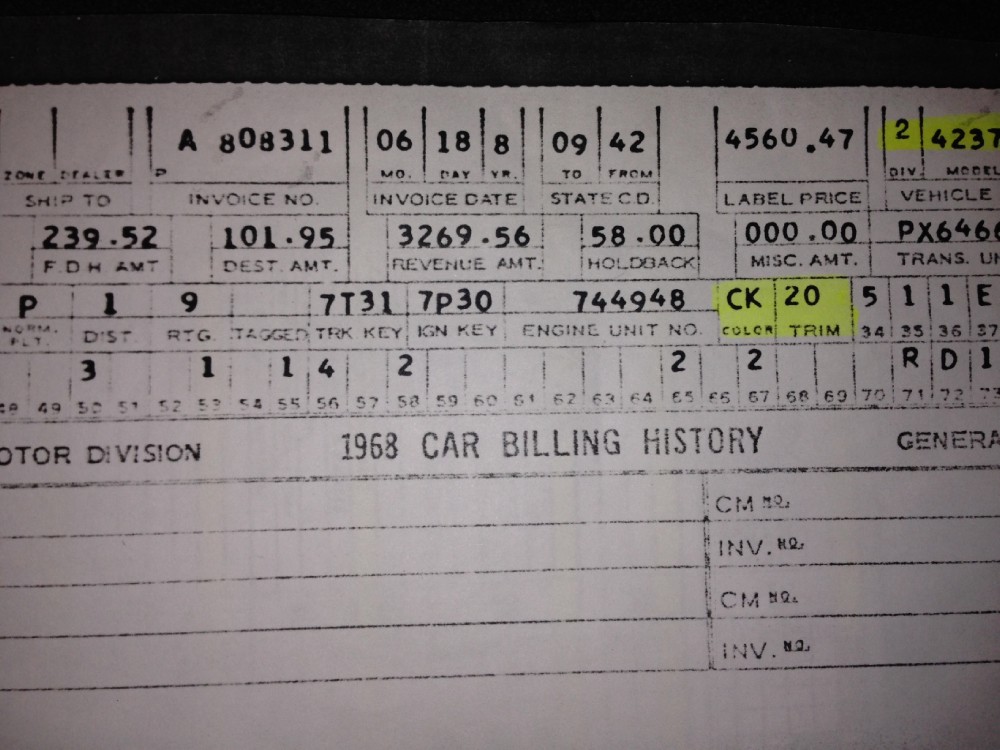 A 808311 06 18 8 09 42 4560.47 2 4237
ZONE DEALER P MO. DAY YR. TO FROM DIV. MODEL
SHIP TO INVOICE NO. INVOICE DATE STATE CD. LABEL PRICE VEHICLE
239.52 101.95 3269.56 58.00 000.00 PX6466
F.D H AMT DEST. AMT. REVENUE AMT. HOLDBACK MISC. AMT. TRANS. UN
P 1 9 7T31 7P30 744948 CK 20 5 1 1 E
NORM. PLT. DIST. RTG. TAGGED TRK KEY IGN KEY ENGINE UNIT NO. COLOR TRIM 34 35 36 37
3 1 1 4 2 2 2 R D 1
49 50 51 52 53 54 55 56 57 58 59 60 61 62 63 64 65 66 67 68 69 70 71 72 73
OTOR DIVISION 1968 CAR BILLING HISTORY GENERA
CM NO.
INV. NO.
CM NO.
INV. NO.